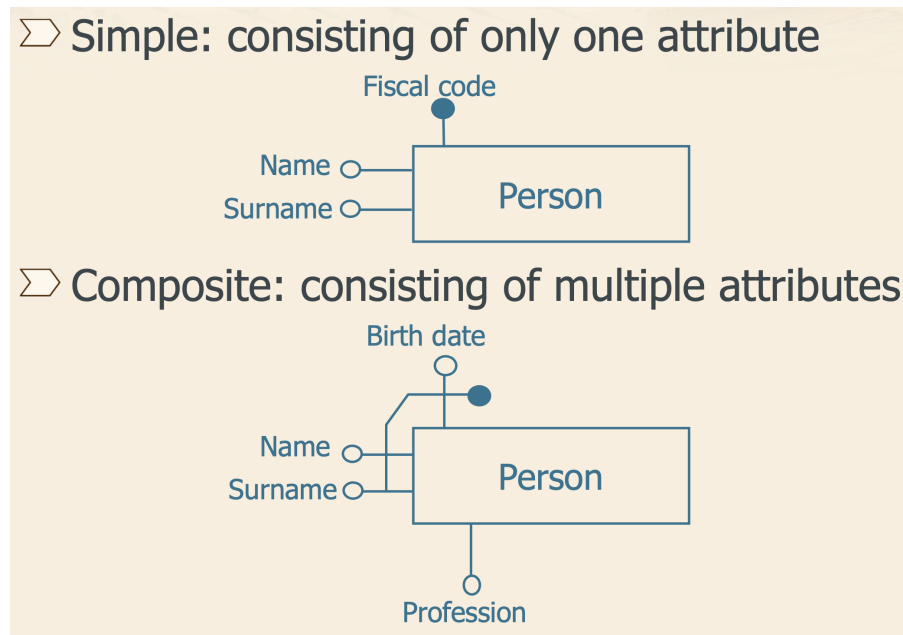 Simple: consisting of only one attribute
Fiscal code
Name
Surname
Person
Composite: consisting of multiple attributes
Birth date
Name
Surname
Person
Profession